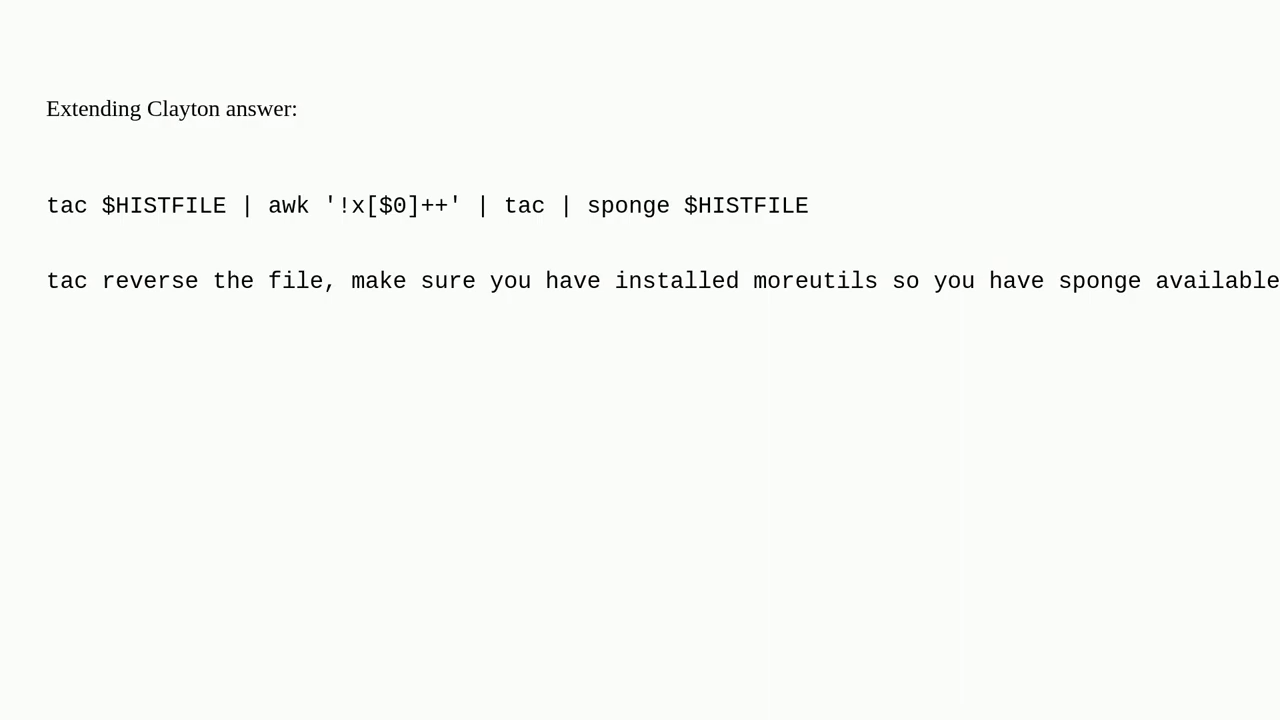 Extending Clayton answer:
tac $HISTFILE | awk '!x[$0]++' | tac | sponge $HISTFILE
tac reverse the file, make sure you have installed moreutils so you have sponge available